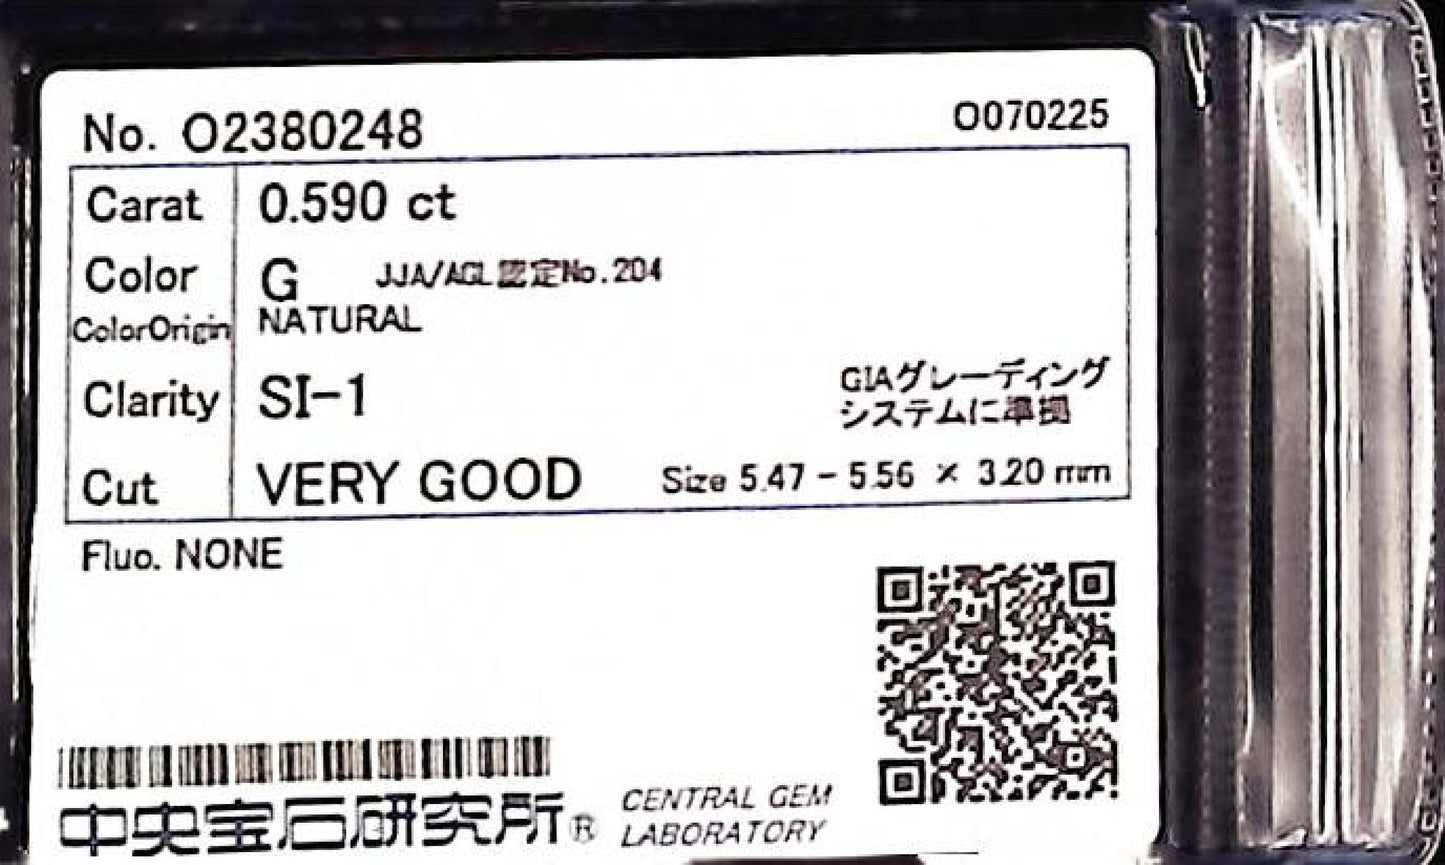 No. O2380248
O070225
Carat 0.590 ct
Color G JJA/AGL認定No.204
ColorOrigin NATURAL
Clarity SI-1
GIAグレーディング
システムに準拠
Cut VERY GOOD Size 5.47 - 5.56 × 3.20 mm
Fluo. NONE
中央宝石研究所® CENTRAL GEM
LABORATORY